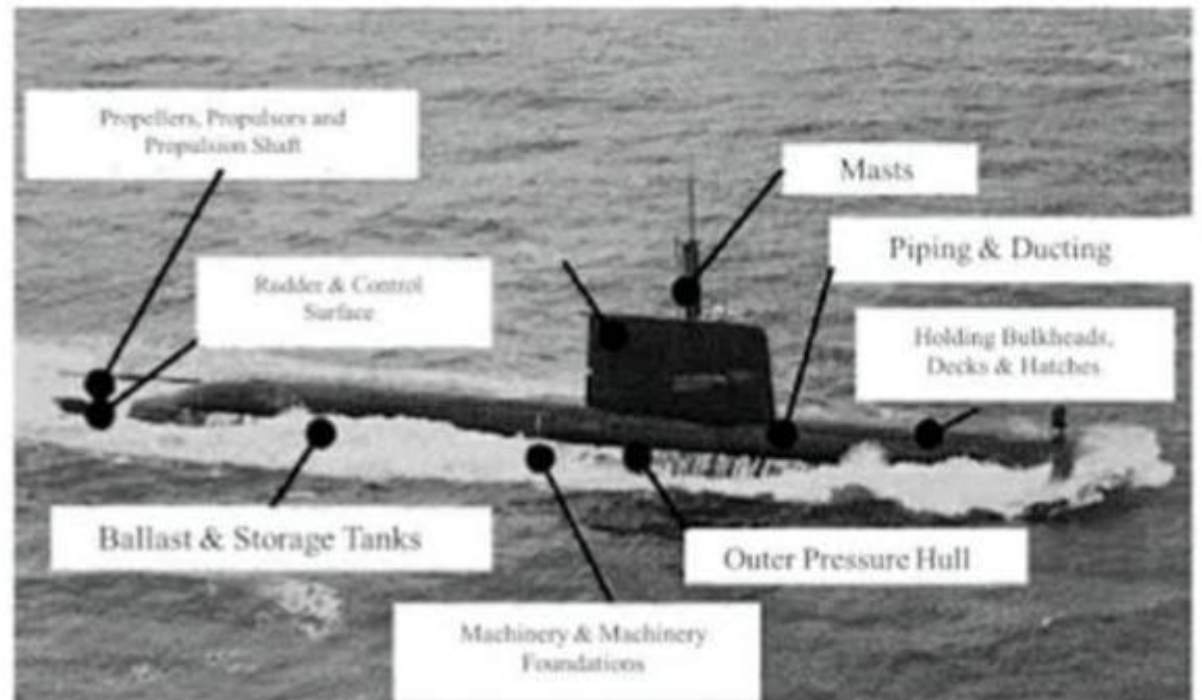 Propellers, Propulsors and
Propulsion Shaft
Masts
Piping & Ducting
Rudder & Control
Surface
Holding Bulkheads,
Decks & Hatches
Ballast & Storage Tanks
Outer Pressure Hull
Machinery & Machinery
Foundations